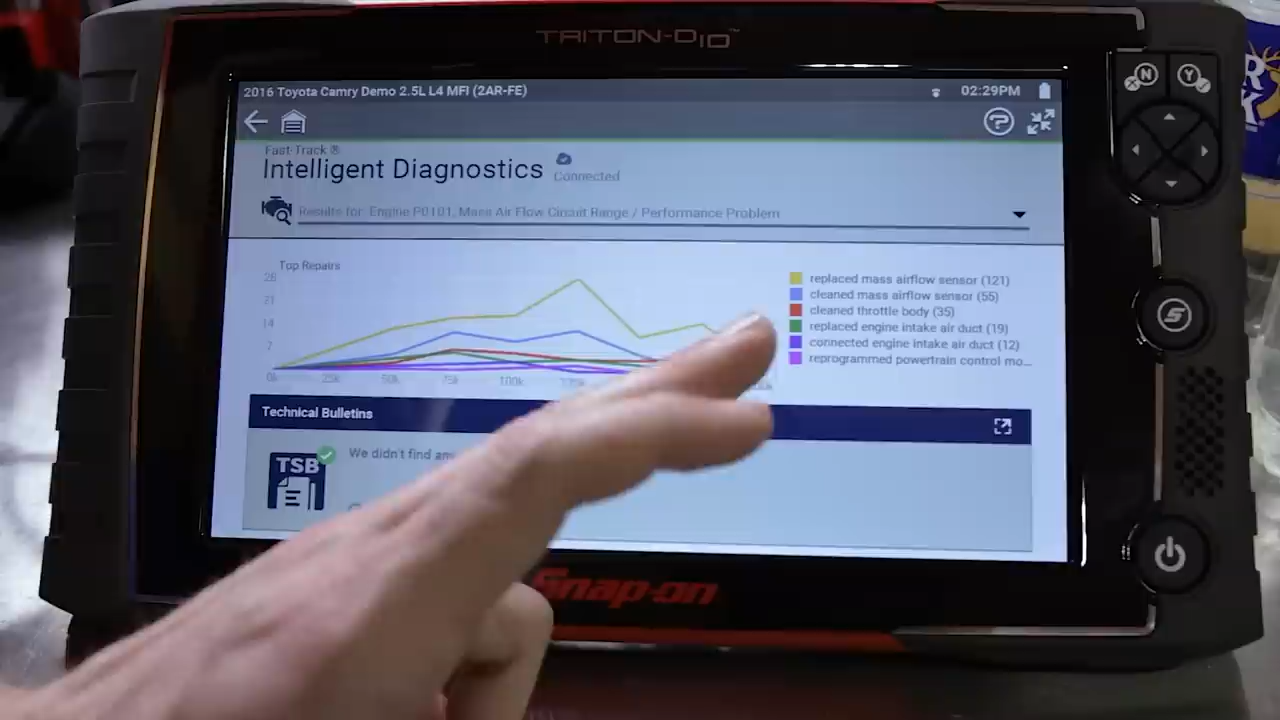 TRITON-D10™
2016 Toyota Camry Demo 2.5L L4 MFI (2AR-FE)
02:29PM
N
Y
Fast-Track ®
Intelligent Diagnostics
Connected
Results for: Engine P0101, Mass Air Flow Circuit Range / Performance Problem
Top Repairs
28
21
14
7
0k 25k 50k 75k 100k
replaced mass airflow sensor (121)
cleaned mass airflow sensor (55)
cleaned throttle body (35)
replaced engine intake air duct (19)
connected engine intake air duct (12)
reprogrammed powertrain control mo...
Technical Bulletins
TSB
We didn't find
Snap-on
S